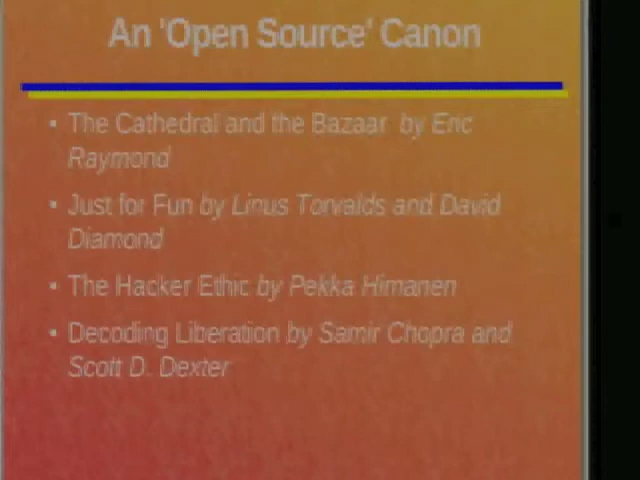 An 'Open Source' Canon
• The Cathedral and the Bazaar by Eric
Raymond
• Just for Fun by Linus Torvalds and David
Diamond
• The Hacker Ethic by Pekka Himanen
• Decoding Liberation by Samir Chopra and
Scott D. Dexter